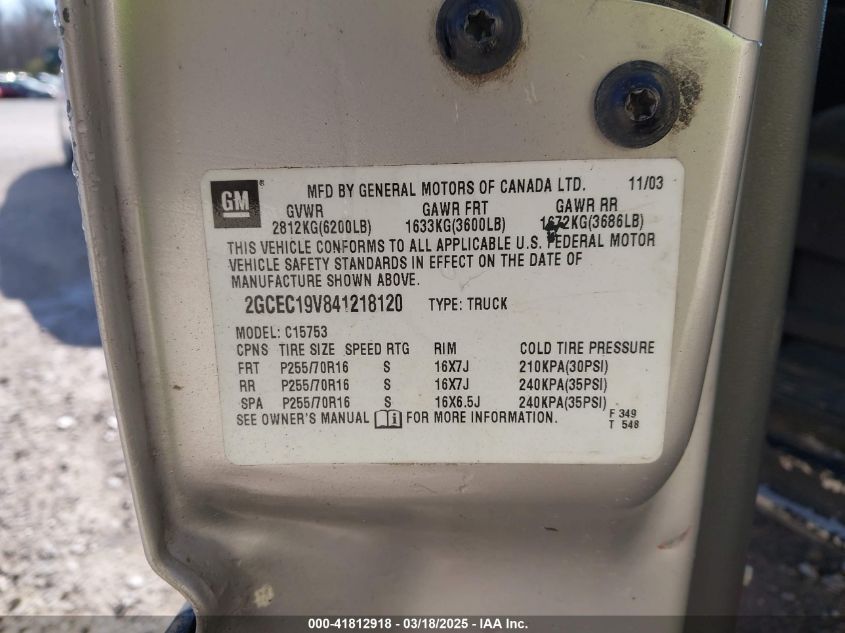 GM ® MFD BY GENERAL MOTORS OF CANADA LTD. 11/03
GVWR GAWR FRT GAWR RR
2812KG(6200LB) 1633KG(3600LB) 1672KG(3686LB)
THIS VEHICLE CONFORMS TO ALL APPLICABLE U.S. FEDERAL MOTOR
VEHICLE SAFETY STANDARDS IN EFFECT ON THE DATE OF
MANUFACTURE SHOWN ABOVE.
2GCEC19V841218120 TYPE: TRUCK
MODEL: C15753
CPNS TIRE SIZE SPEED RTG RIM COLD TIRE PRESSURE
FRT P255/70R16 S 16X7J 210KPA(30PSI)
RR P255/70R16 S 16X7J 240KPA(35PSI)
SPA P255/70R16 S 16X6.5J 240KPA(35PSI)
SEE OWNER'S MANUAL FOR MORE INFORMATION.
F 349
T 548
000-41812918 - 03/18/2025 - IAA Inc.